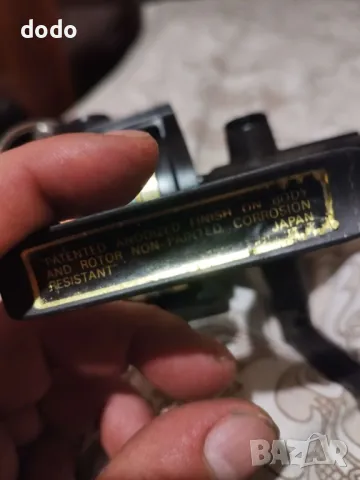 dodo
"PATENTED ANODIZED FINISH ON BODY
AND ROTOR NON-PAINTED CORROSION
RESISTANT" JAPAN
BAZAR